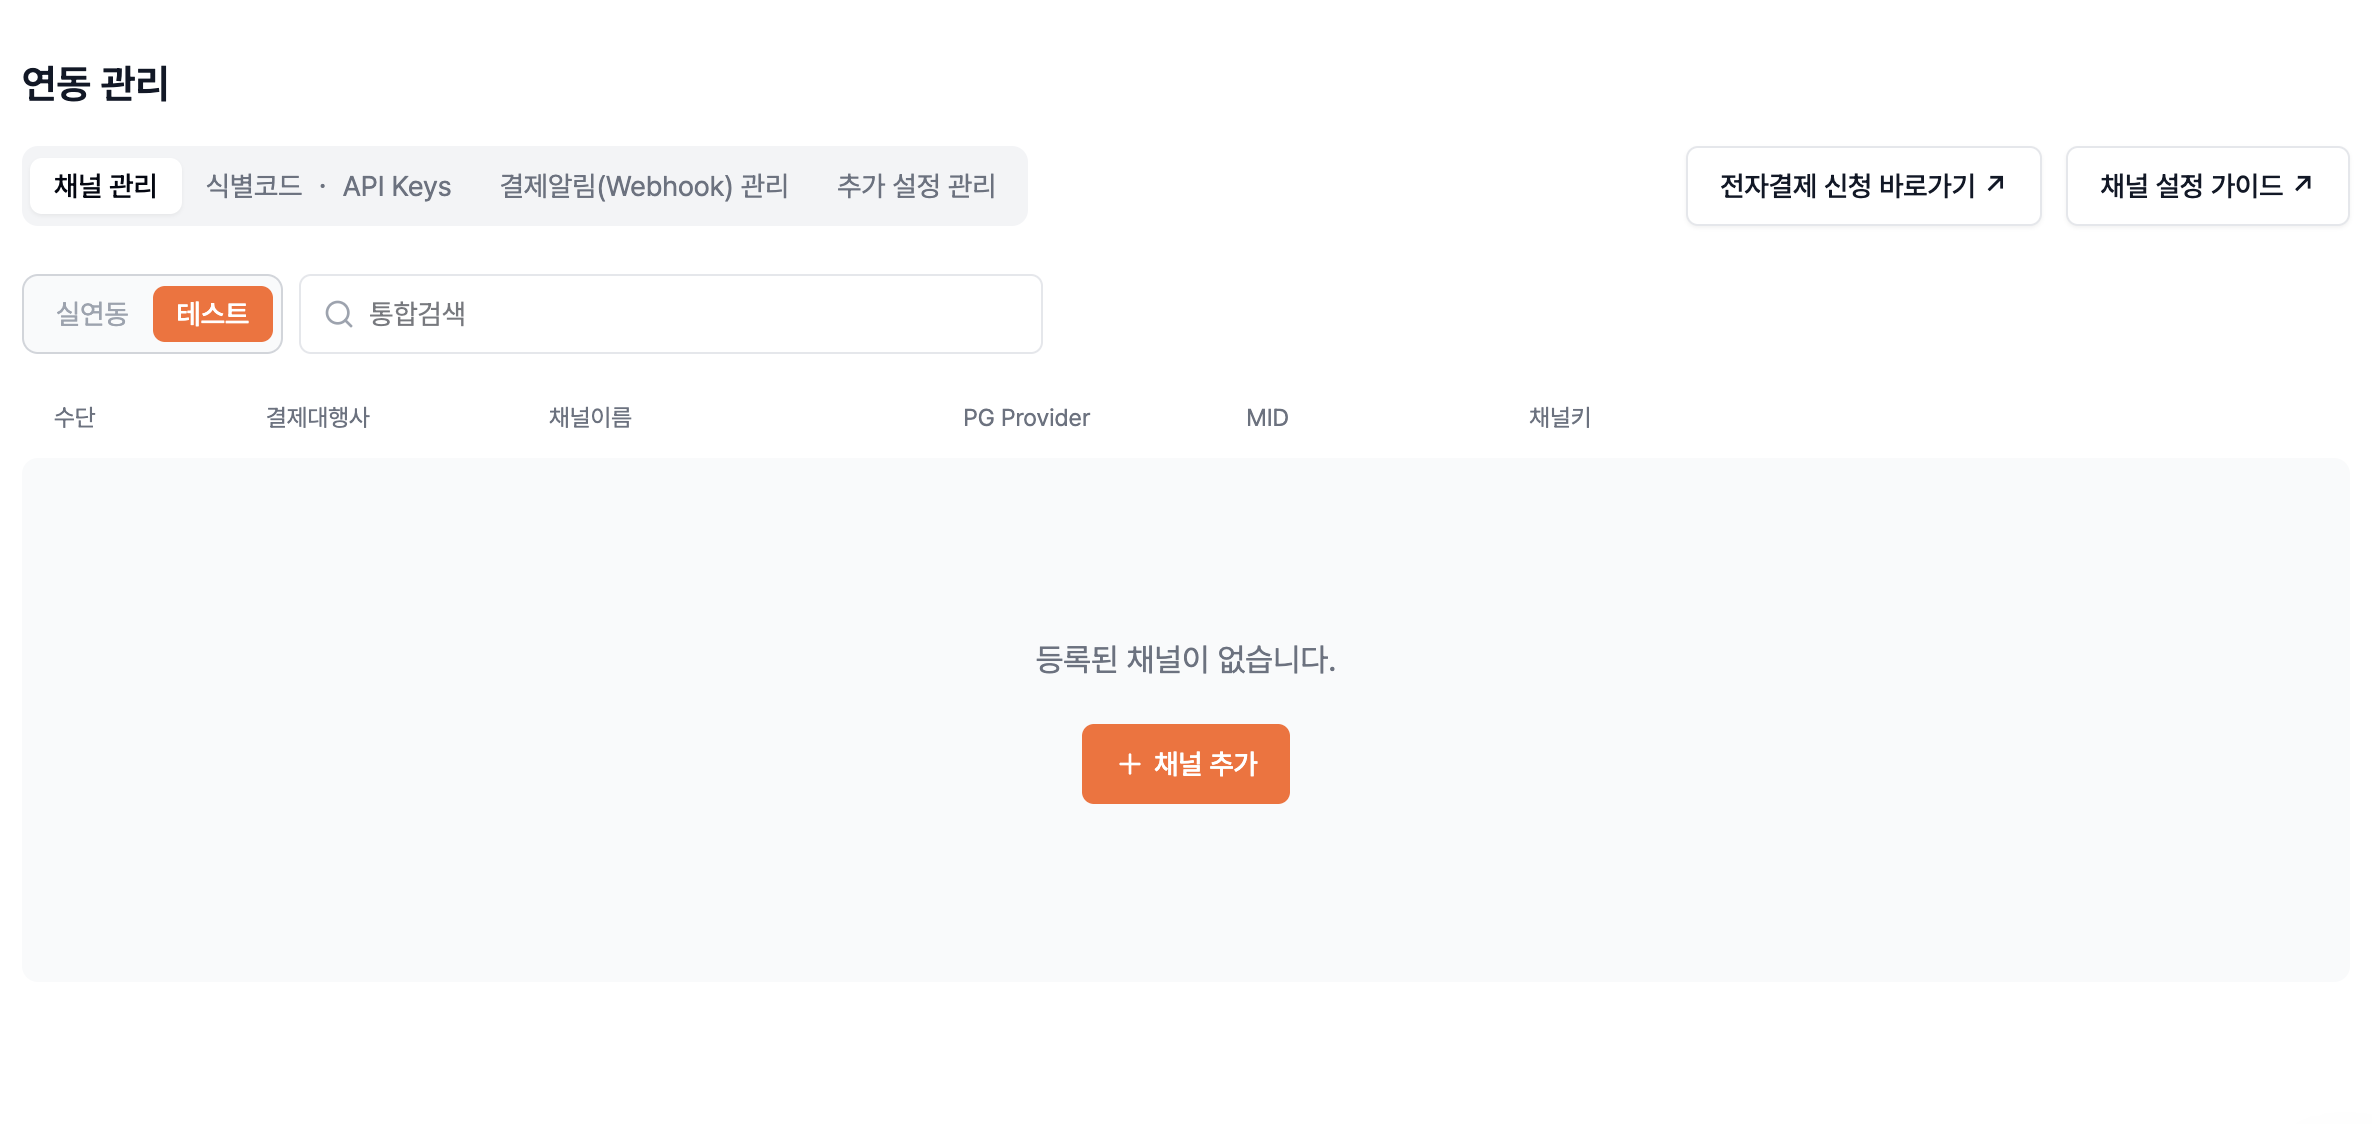 연동 관리
채널 관리 식별코드 · API Keys 결제알림(Webhook) 관리 추가 설정 관리 전자결제 신청 바로가기 채널 설정 가이드
실연동 테스트 통합검색
수단 결제대행사 채널이름 PG Provider MID 채널키
등록된 채널이 없습니다.
+ 채널 추가